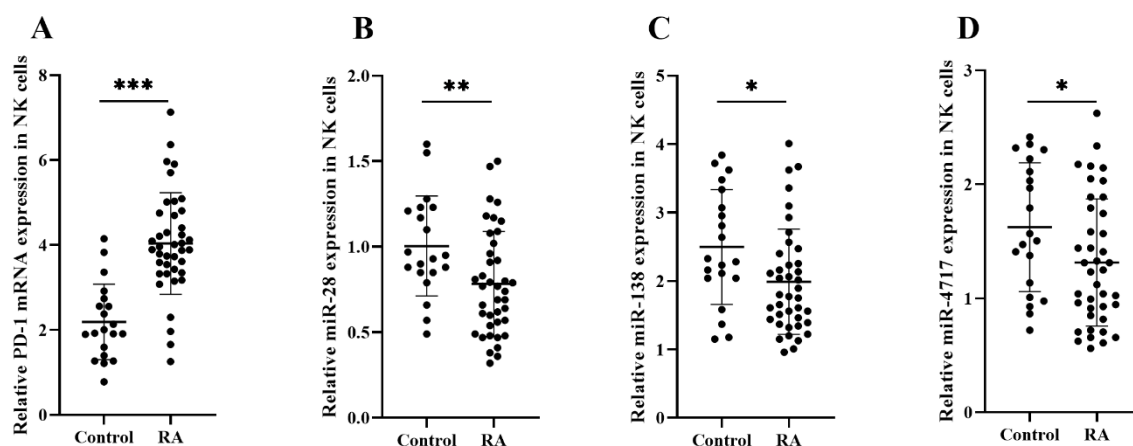 A
Relative PD-1 mRNA expression in NK cells
8
6
4
2
0
***
Control
RA
B
Relative miR-28 expression in NK cells
2.0
1.5
1.0
0.5
0.0
**
Control
RA
C
Relative miR-138 expression in NK cells
5
4
3
2
1
0
*
Control
RA
D
Relative miR-4717 expression in NK cells
3
2
1
0
*
Control
RA